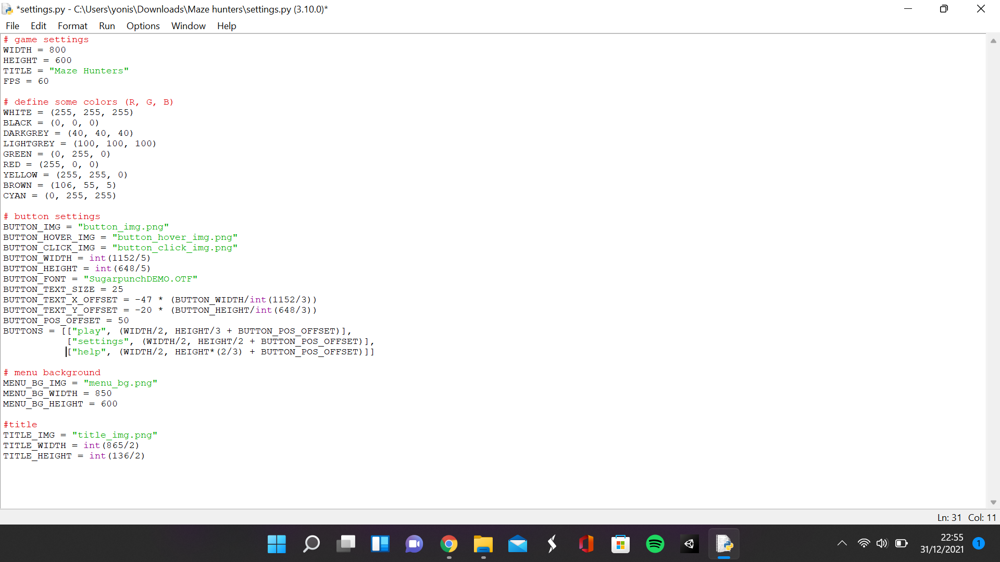 *settings.py - C:\Users\yonis\Downloads\Maze hunters\settings.py (3.10.0)*
File Edit Format Run Options Window Help
# game settings
WIDTH = 800
HEIGHT = 600
TITLE = "Maze Hunters"
FPS = 60
# define some colors (R, G, B)
WHITE = (255, 255, 255)
BLACK = (0, 0, 0)
DARKGREY = (40, 40, 40)
LIGHTGREY = (100, 100, 100)
GREEN = (0, 255, 0)
RED = (255, 0, 0)
YELLOW = (255, 255, 0)
BROWN = (106, 55, 5)
CYAN = (0, 255, 255)
# button settings
BUTTON_IMG = "button_img.png"
BUTTON_HOVER_IMG = "button_hover_img.png"
BUTTON_CLICK_IMG = "button_click_img.png"
BUTTON_WIDTH = int(1152/5)
BUTTON_HEIGHT = int(648/5)
BUTTON_FONT = "SugarpunchDEMO.OTF"
BUTTON_TEXT_SIZE = 25
BUTTON_TEXT_X_OFFSET = -47 * (BUTTON_WIDTH/int(1152/3))
BUTTON_TEXT_Y_OFFSET = -20 * (BUTTON_HEIGHT/int(648/3))
BUTTON_POS_OFFSET = 50
BUTTONS = [["play", (WIDTH/2, HEIGHT/3 + BUTTON_POS_OFFSET)],
["settings", (WIDTH/2, HEIGHT/2 + BUTTON_POS_OFFSET)],
["help", (WIDTH/2, HEIGHT*(2/3) + BUTTON_POS_OFFSET)]]
# menu background
MENU_BG_IMG = "menu_bg.png"
MENU_BG_WIDTH = 850
MENU_BG_HEIGHT = 600
#title
TITLE_IMG = "title_img.png"
TITLE_WIDTH = int(865/2)
TITLE_HEIGHT = int(136/2)
Ln: 31 Col: 11
22:55
31/12/2021
1